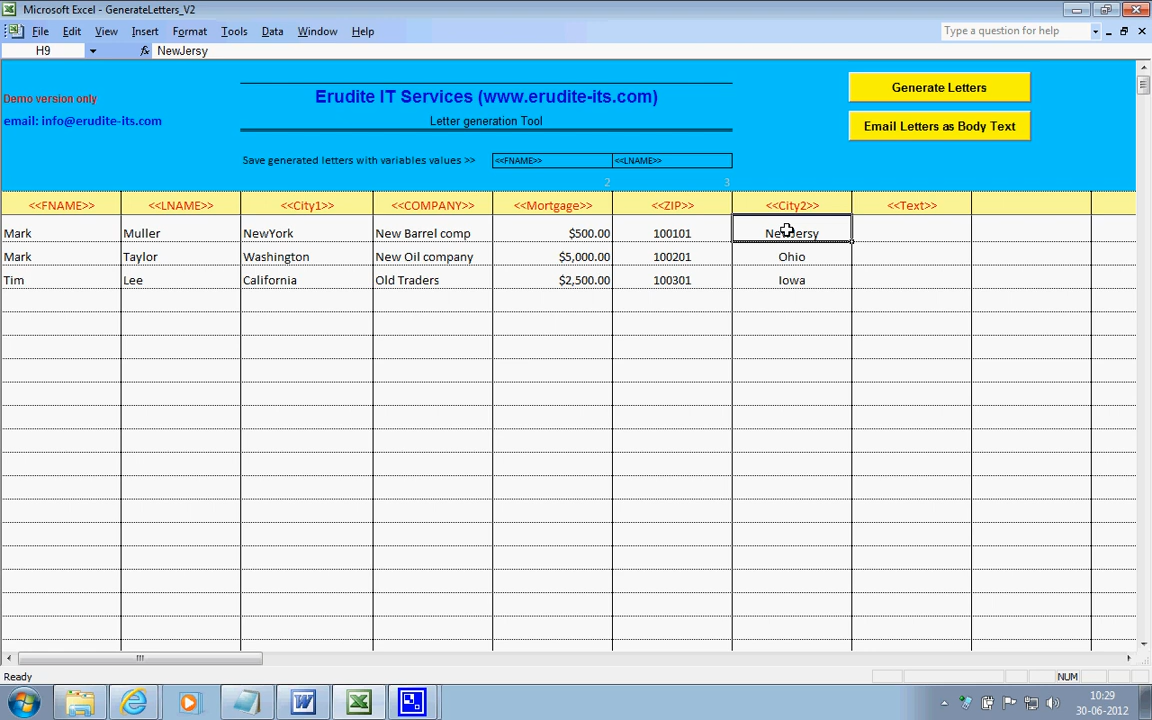 Microsoft Excel - GenerateLetters_V2
File Edit View Insert Format Tools Data Window Help Type a question for help
H9 fx NewJersy
Demo version only
email: info@erudite-its.com
Erudite IT Services (www.erudite-its.com)
Letter generation Tool
Generate Letters
Email Letters as Body Text
Save generated letters with variables values >> <<FNAME>> <<LNAME>>
2 3
<<FNAME>> <<LNAME>> <<City1>> <<COMPANY>> <<Mortgage>> <<ZIP>> <<City2>> <<Text>>
Mark Muller NewYork New Barrel comp $500.00 100101 NewJersy
Mark Taylor Washington New Oil company $5,000.00 100201 Ohio
Tim Lee California Old Traders $2,500.00 100301 Iowa
Ready NUM
10:29
30-06-2012